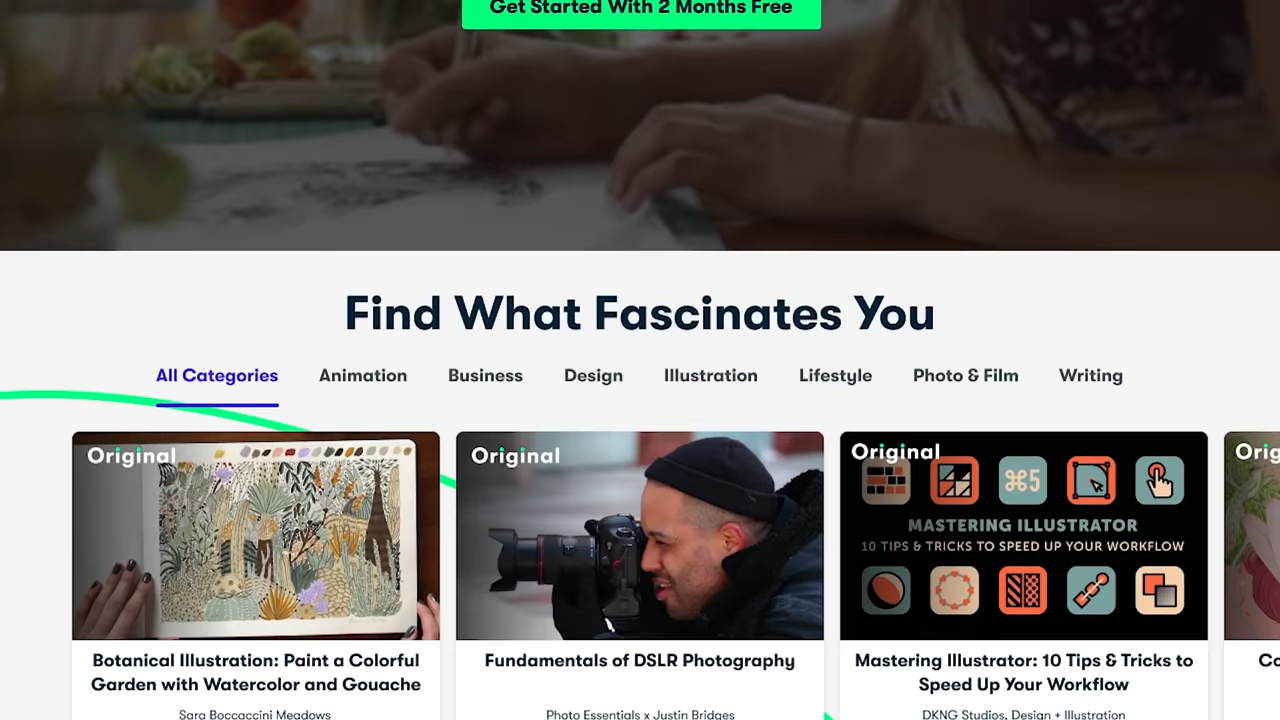 Get Started With 2 Months Free
Find What Fascinates You
All Categories Animation Business Design Illustration Lifestyle Photo & Film Writing
Original Original Original Orig
⌘5
MASTERING ILLUSTRATOR
10 TIPS & TRICKS TO SPEED UP YOUR WORKFLOW
Botanical Illustration: Paint a Colorful
Garden with Watercolor and Gouache
Sara Boccaccini Meadows
Fundamentals of DSLR Photography
Photo Essentials x Justin Bridges
Mastering Illustrator: 10 Tips & Tricks to
Speed Up Your Workflow
DKNG Studios, Design + Illustration
Co